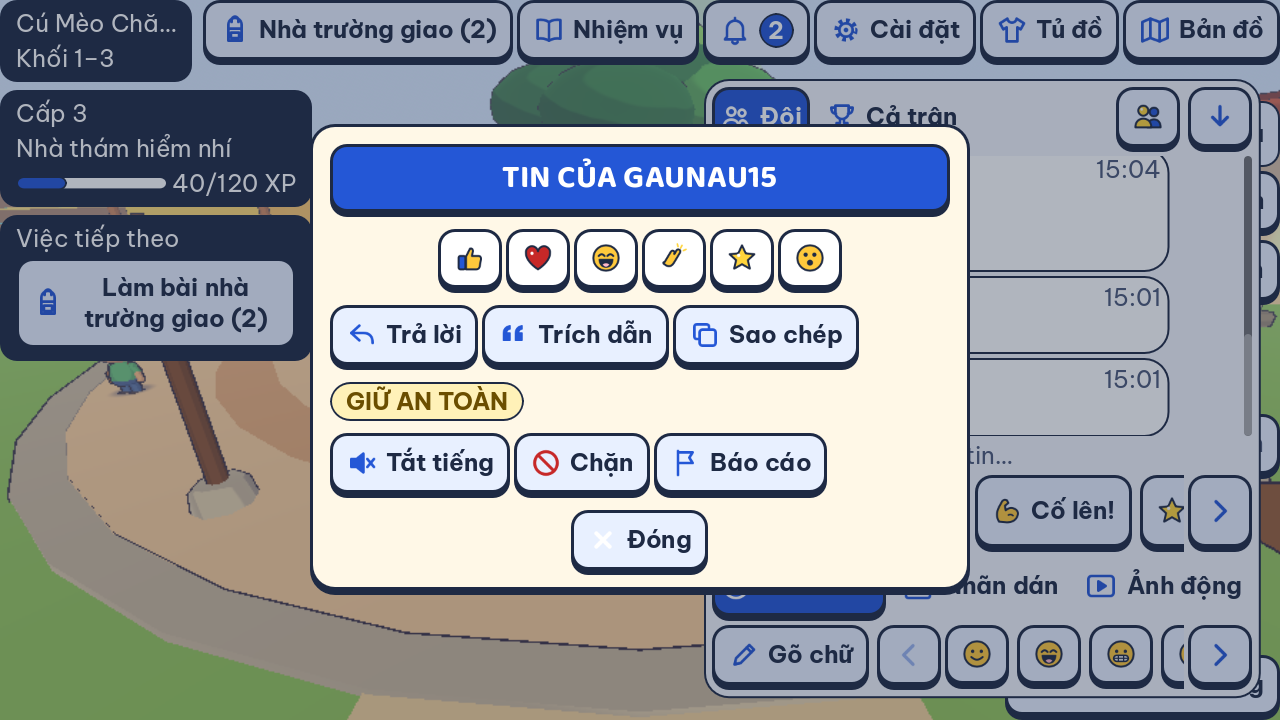 Cú Mèo Chă...
Khối 1–3
Nhà trường giao (2)
Nhiệm vụ
2
Cài đặt
Tủ đồ
Bản đồ
Cấp 3
Nhà thám hiểm nhí
40/120 XP
Việc tiếp theo
Làm bài nhà
trường giao (2)
Đội
Cả trận
15:04
15:01
15:01
TIN CỦA GAUNAU15
Trả lời
Trích dẫn
Sao chép
GIỮ AN TOÀN
Tắt tiếng
Chặn
Báo cáo
Đóng
tin...
Cố lên!
dán
Ảnh động
Gõ chữ